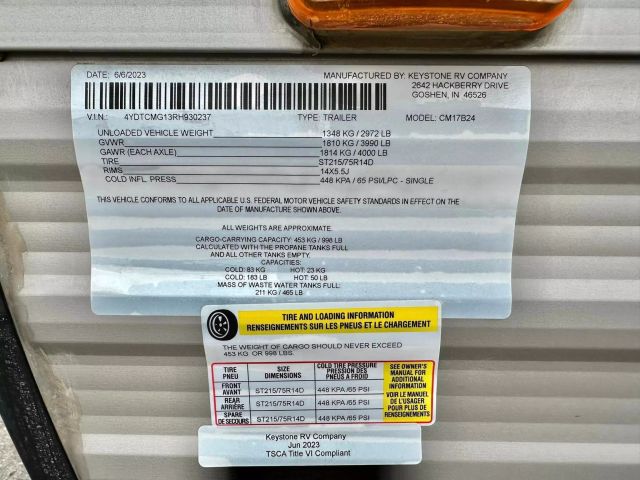 DATE: 6/6/2023
MANUFACTURED BY: KEYSTONE RV COMPANY
2642 HACKBERRY DRIVE
GOSHEN, IN 46526
V.I.N.: 4YDTCMG13RH930237 TYPE: TRAILER MODEL: CM17B24
UNLOADED VEHICLE WEIGHT 1348 KG / 2972 LB
GVWR 1810 KG / 3990 LB
GAWR (EACH AXLE) 1814 KG / 4000 LB
TIRE ST215/75R14D
RIMS 14X5.5J
COLD INFL. PRESS 448 KPA / 65 PSI/LPC - SINGLE
THIS VEHICLE CONFORMS TO ALL APPLICABLE U.S. FEDERAL MOTOR VEHICLE SAFETY STANDARDS IN EFFECT ON THE
DATE OF MANUFACTURE SHOWN ABOVE.
ALL WEIGHTS ARE APPROXIMATE.
CARGO-CARRYING CAPACITY: 453 KG / 998 LB
CALCULATED WITH THE PROPANE TANKS FULL
AND ALL OTHER TANKS EMPTY.
CAPACITIES:
COLD: 83 KG HOT: 23 KG
COLD: 183 LB HOT: 50 LB
MASS OF WASTE WATER TANKS FULL:
211 KG / 465 LB
TIRE AND LOADING INFORMATION
RENSEIGNEMENTS SUR LES PNEUS ET LE CHARGEMENT
THE WEIGHT OF CARGO SHOULD NEVER EXCEED
453 KG OR 998 LBS.
TIRE
PNEU
SIZE
DIMENSIONS
COLD TIRE PRESSURE
PRESSION DES
PNEUS A FROID
FRONT
AVANT
ST215/75R14D
448 KPA /65 PSI
REAR
ARRIÈRE
ST215/75R14D
448 KPA /65 PSI
SPARE
DE SECOURS
ST215/75R14D
448 KPA /65 PSI
SEE OWNER'S
MANUAL FOR
ADDITIONAL
INFORMATION
VOIR LE MANUEL
DE L'USAGER
POUR PLUS DE
RENSEIGNEMENTS
Keystone RV Company
Jun 2023
TSCA Title VI Compliant